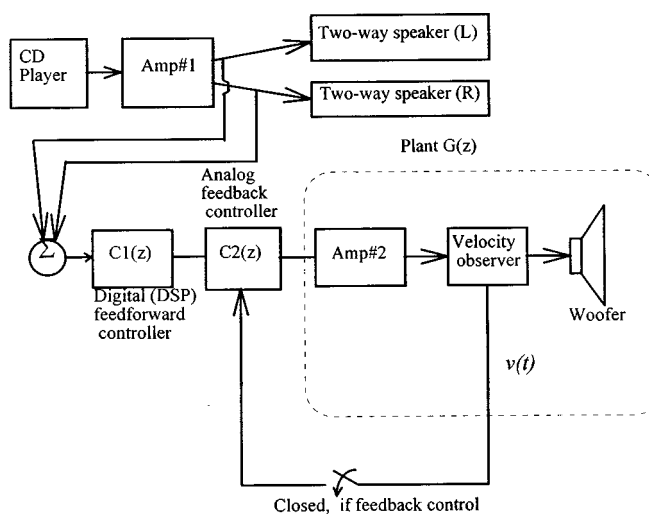 CD
Player
Amp#1
Two-way speaker (L)
Two-way speaker (R)
Plant G(z)
Analog
feedback
controller
Σ
C1(z)
C2(z)
Amp#2
Velocity
observer
Woofer
Digital (DSP)
feedforward
controller
v(t)
Closed, if feedback control